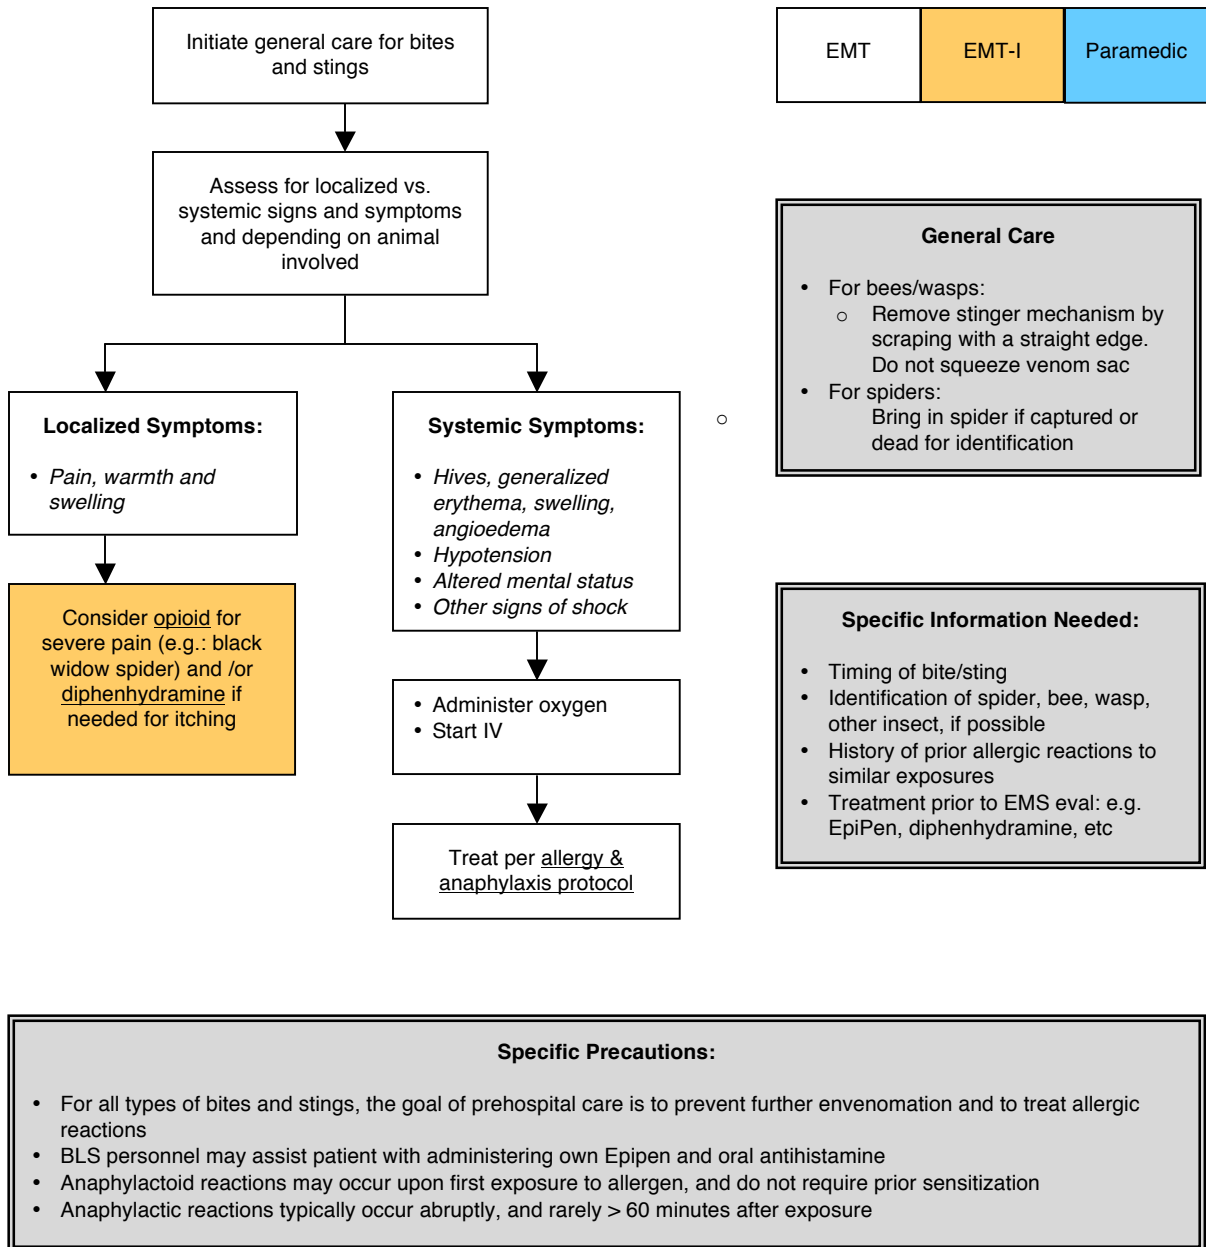 Initiate general care for bites
and stings
EMT
EMT-I
Paramedic
Assess for localized vs.
systemic signs and symptoms
and depending on animal
involved
General Care
• For bees/wasps:
o Remove stinger mechanism by
scraping with a straight edge.
Do not squeeze venom sac
• For spiders:
o Bring in spider if captured or
dead for identification
Localized Symptoms:
• Pain, warmth and
swelling
Systemic Symptoms:
• Hives, generalized
erythema, swelling,
angioedema
• Hypotension
• Altered mental status
• Other signs of shock
Consider opioid for
severe pain (e.g.: black
widow spider) and /or
diphenhydramine if
needed for itching
• Administer oxygen
• Start IV
Treat per allergy &
anaphylaxis protocol
Specific Information Needed:
• Timing of bite/sting
• Identification of spider, bee, wasp,
other insect, if possible
• History of prior allergic reactions to
similar exposures
• Treatment prior to EMS eval: e.g.
EpiPen, diphenhydramine, etc
Specific Precautions:
• For all types of bites and stings, the goal of prehospital care is to prevent further envenomation and to treat allergic
reactions
• BLS personnel may assist patient with administering own Epipen and oral antihistamine
• Anaphylactoid reactions may occur upon first exposure to allergen, and do not require prior sensitization
• Anaphylactic reactions typically occur abruptly, and rarely > 60 minutes after exposure